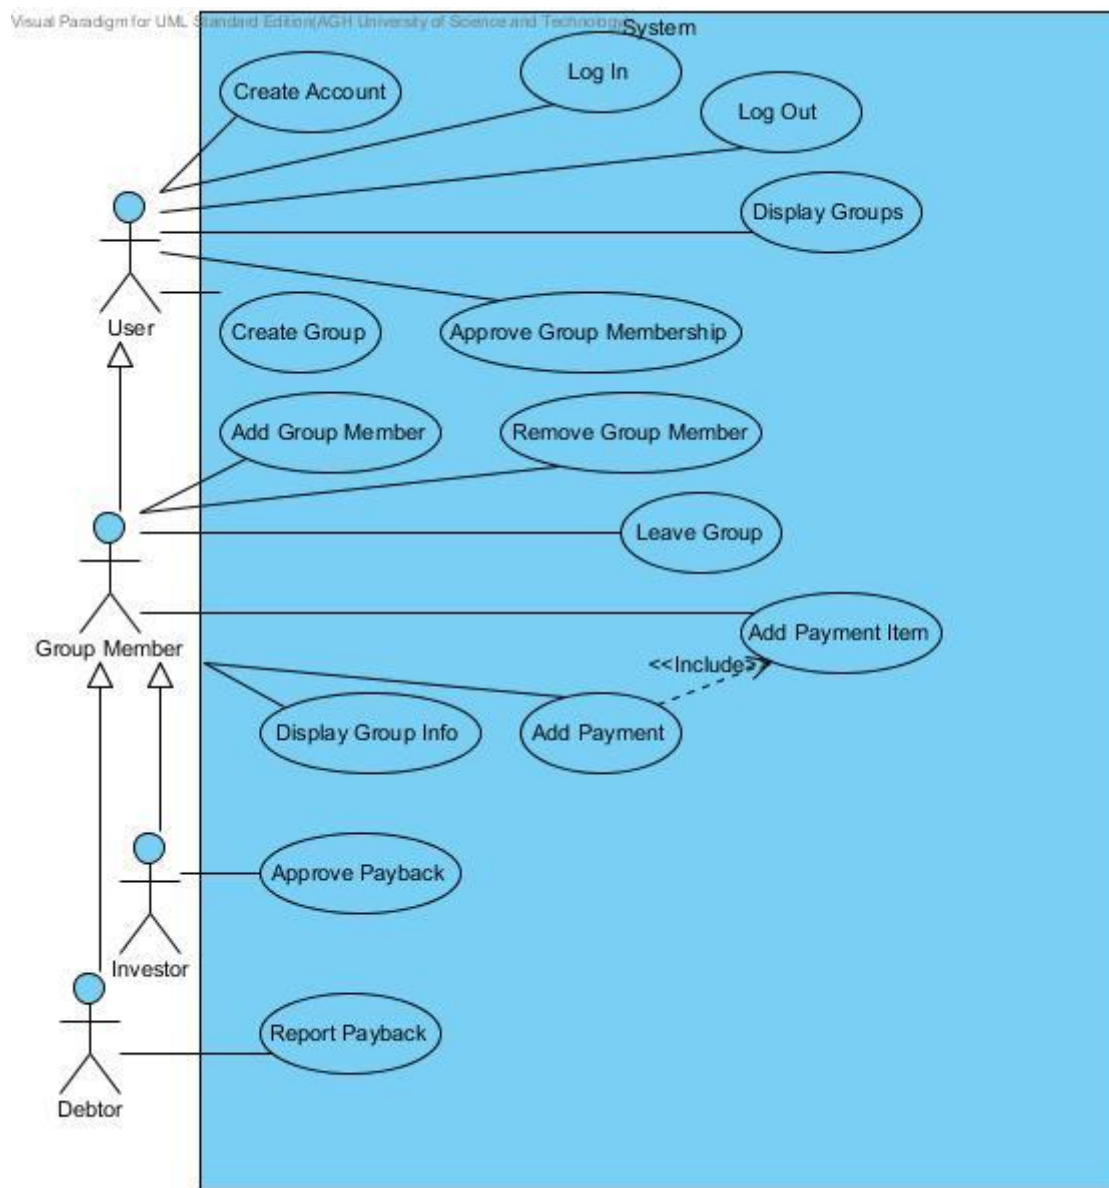 Visual Paradigm for UML Standard Edition(AGH University of Science and Technology)
System
Create Account
Log In
Log Out
Display Groups
User
Create Group
Approve Group Membership
Add Group Member
Remove Group Member
Leave Group
Group Member
Add Payment Item
<<Include>>
Display Group Info
Add Payment
Approve Payback
Investor
Report Payback
Debtor